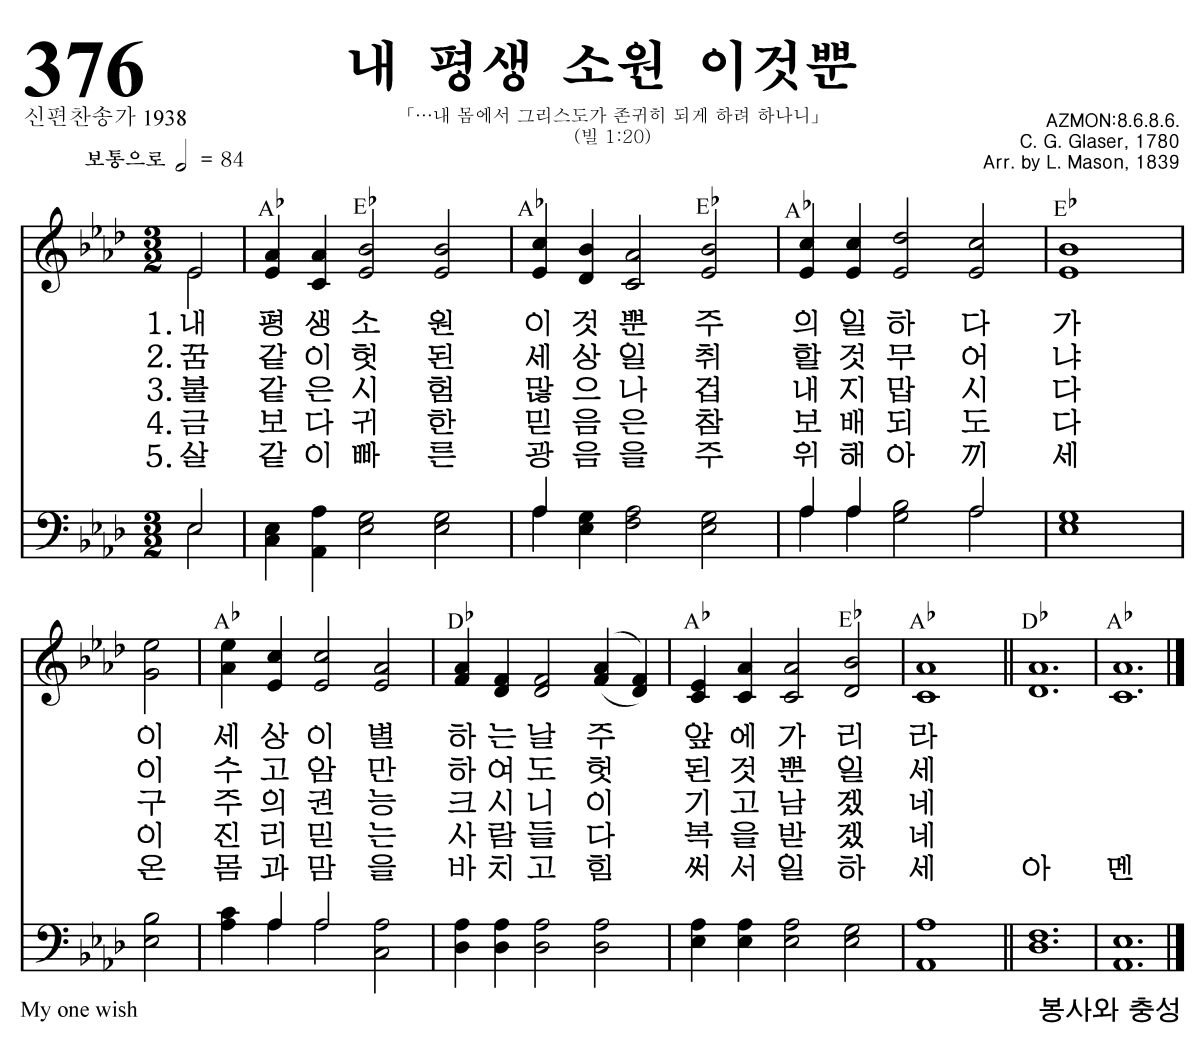 376
내 평생 소원 이것뿐
신편찬송가 1938
「…내 몸에서 그리스도가 존귀히 되게 하려 하나니」
(빌 1:20)
AZMON:8.6.8.6.
C. G. Glaser, 1780
Arr. by L. Mason, 1839
보통으로 𝅗𝅥 = 84
A♭ E♭ A♭ E♭ A♭ E♭
3 2
1. 내 평 생 소 원 이 것 뿐 주 의 일 하 다 가
2. 꿈 같 이 헛 된 세 상 일 취 할 것 무 어 냐
3. 불 같 은 시 험 많 으 나 겁 내 지 맙 시 다
4. 금 보 다 귀 한 믿 음 은 참 보 배 되 도 다
5. 살 같 이 빠 른 광 음 을 주 위 해 아 끼 세
3 2
A♭ D♭ A♭ E♭ A♭ D♭ A♭
이 세 상 이 별 하 는 날 주 앞 에 가 리 라
이 수 고 암 만 하 여 도 헛 된 것 뿐 일 세
구 주 의 권 능 크 시 니 이 기 고 남 겠 네
이 진 리 믿 는 사 람 들 다 복 을 받 겠 네
온 몸 과 맘 을 바 치 고 힘 써 서 일 하 세 아 멘
My one wish
봉사와 충성